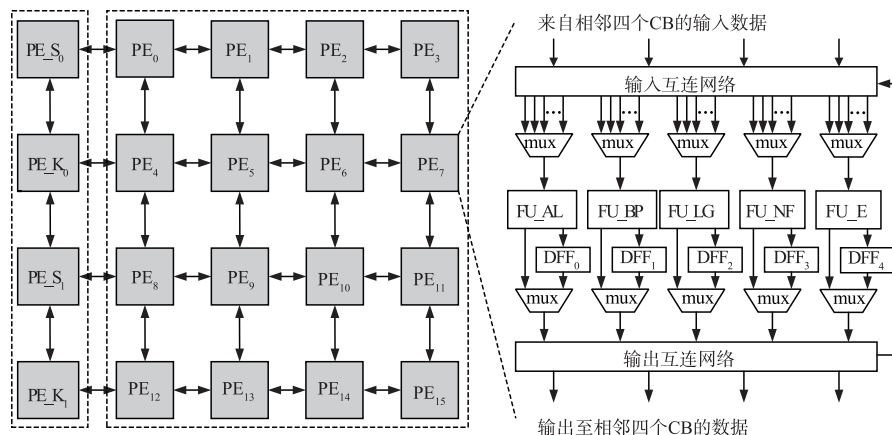 PE_S0 PE0 PE1 PE2 PE3
PE_K0 PE4 PE5 PE6 PE7
PE_S1 PE8 PE9 PE10 PE11
PE_K1 PE12 PE13 PE14 PE15
来自相邻四个CB的输入数据
输入互连网络
... ... ... ... ...
mux mux mux mux mux
FU_AL FU_BP FU_LG FU_NF FU_E
DFF0 DFF1 DFF2 DFF3 DFF4
mux mux mux mux mux
输出互连网络
输出至相邻四个CB的数据